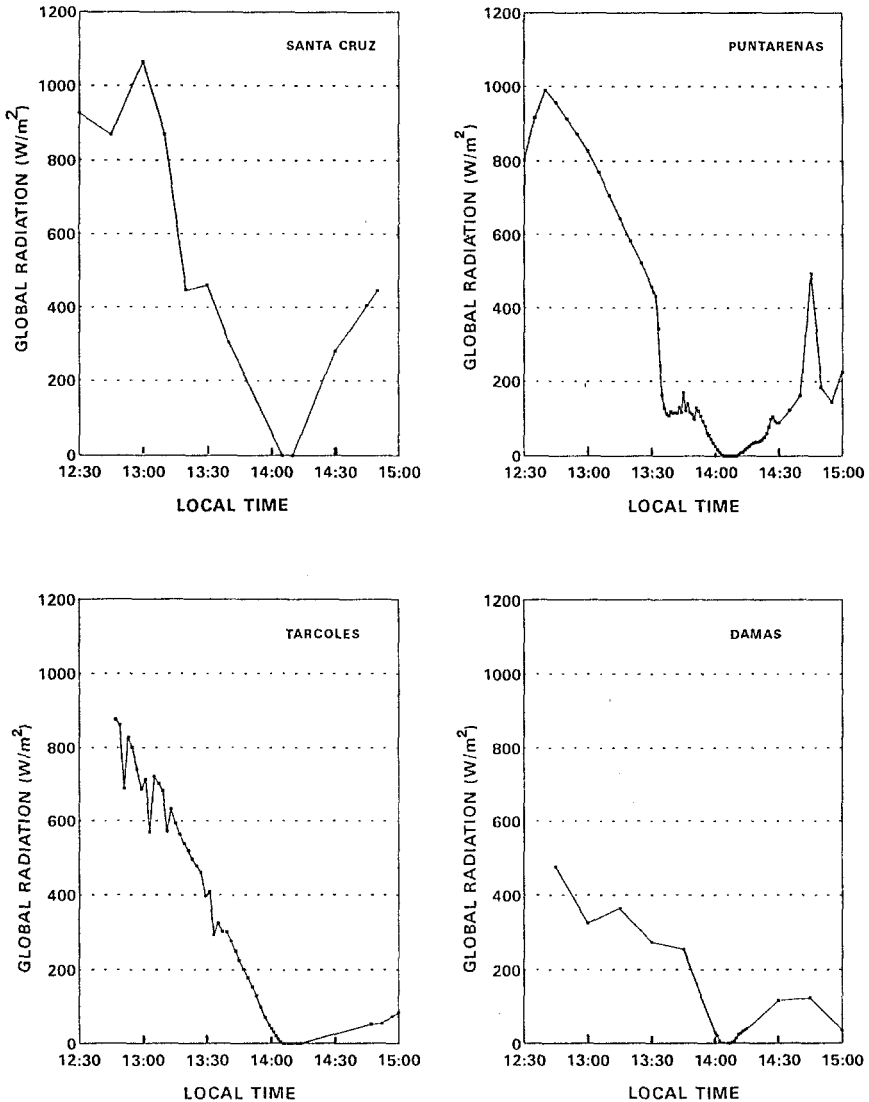 SANTA CRUZ
GLOBAL RADIATION (W/m²)
1200
1000
800
600
400
200
0
12:30 13:00 13:30 14:00 14:30 15:00
LOCAL TIME
PUNTARENAS
GLOBAL RADIATION (W/m²)
1200
1000
800
600
400
200
0
12:30 13:00 13:30 14:00 14:30 15:00
LOCAL TIME
TARCOLES
GLOBAL RADIATION (W/m²)
1200
1000
800
600
400
200
0
12:30 13:00 13:30 14:00 14:30 15:00
LOCAL TIME
DAMAS
GLOBAL RADIATION (W/m²)
1200
1000
800
600
400
200
0
12:30 13:00 13:30 14:00 14:30 15:00
LOCAL TIME